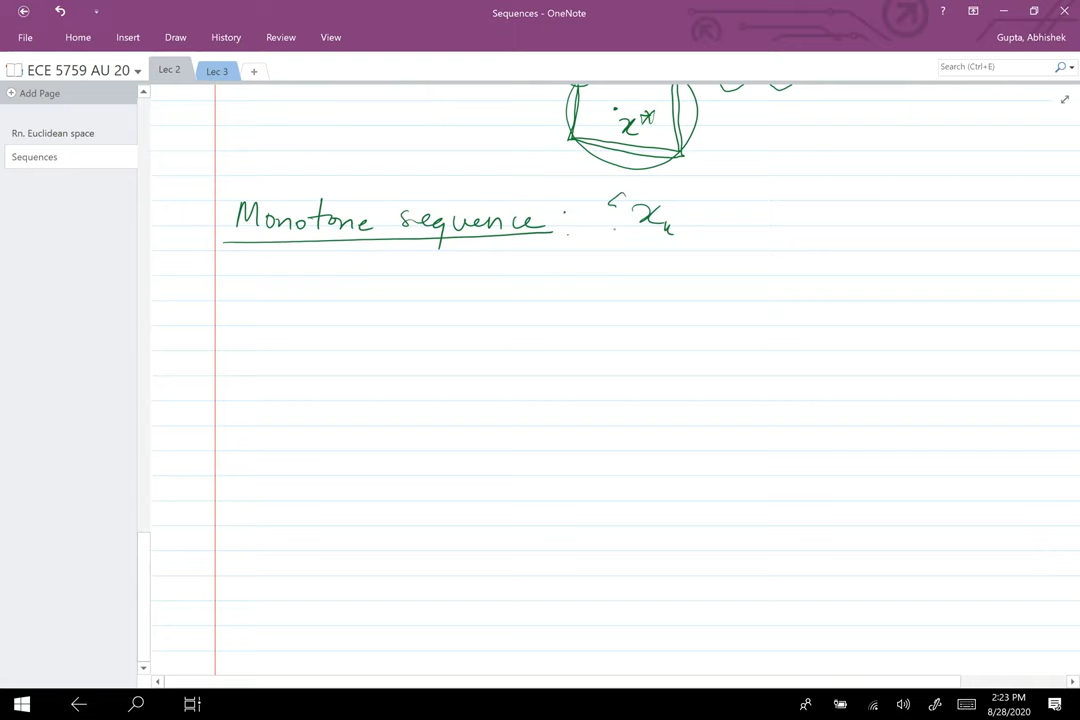 Sequences - OneNote
File Home Insert Draw History Review View
Gupta, Abhishek
ECE 5759 AU 20
Lec 2
Lec 3
Search (Ctrl+E)
Add Page
Rn. Euclidean space
Sequences
x*
Monotone sequence : { xn
2:23 PM
8/28/2020